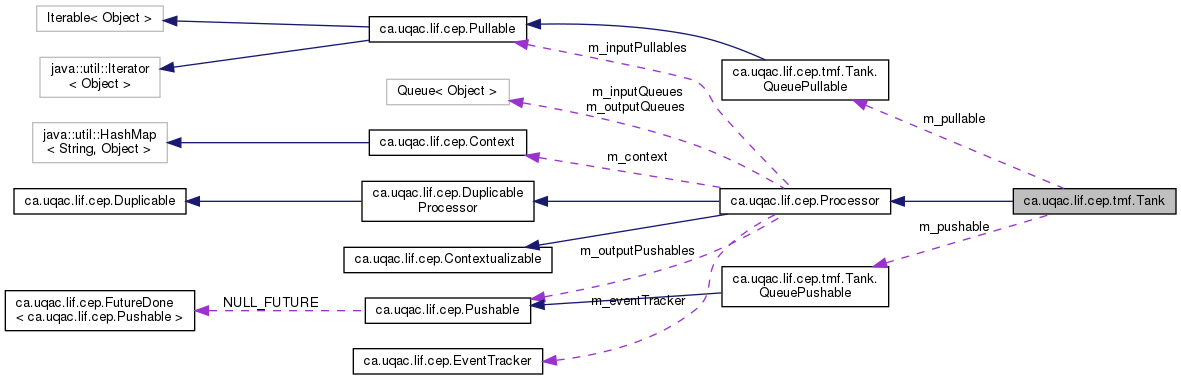 Iterable< Object >
ca.uqac.lif.cep.Pullable
m_inputPullables
java::util::Iterator
< Object >
ca.uqac.lif.cep.tmf.Tank.
QueuePullable
Queue< Object >
m_inputQueues
m_outputQueues
m_pullable
java::util::HashMap
< String, Object >
ca.uqac.lif.cep.Context
m_context
ca.uqac.lif.cep.Duplicable
ca.uqac.lif.cep.Duplicable
Processor
ca.uqac.lif.cep.Processor
ca.uqac.lif.cep.tmf.Tank
m_pushable
ca.uqac.lif.cep.Contextualizable
m_outputPushables
ca.uqac.lif.cep.tmf.Tank.
QueuePushable
ca.uqac.lif.cep.FutureDone
< ca.uqac.lif.cep.Pushable >
NULL_FUTURE
ca.uqac.lif.cep.Pushable
m_eventTracker
ca.uqac.lif.cep.EventTracker